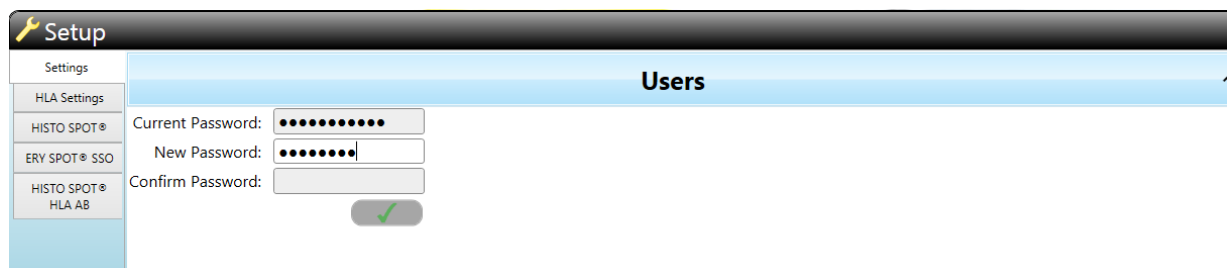 Setup
Settings
Users
HLA Settings
HISTO SPOT®
Current Password: ●●●●●●●●●●●
ERY SPOT® SSO
New Password: ●●●●●●●●
HISTO SPOT®
HLA AB
Confirm Password: